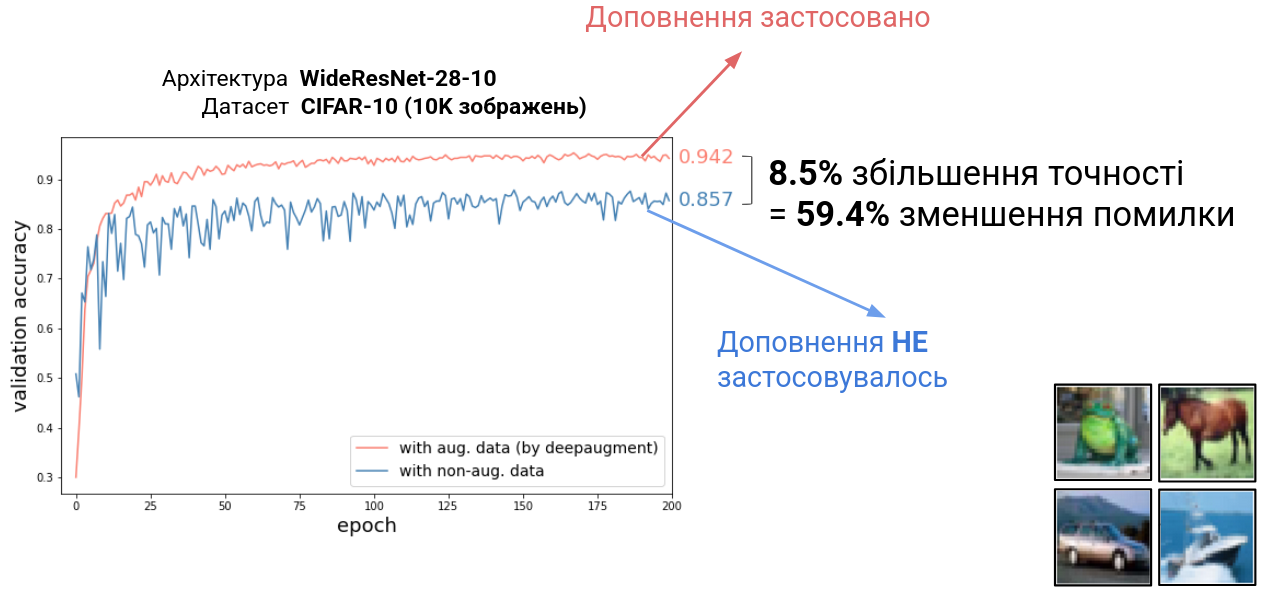 Доповнення застосовано
Архітектура WideResNet-28-10
Датасет CIFAR-10 (10K зображень)
0.942
0.857
8.5% збільшення точності
= 59.4% зменшення помилки
validation accuracy
0.9
0.8
0.7
0.6
0.5
0.4
0.3
with aug. data (by deepaugment)
with non-aug. data
0 25 50 75 100 125 150 175 200
epoch
Доповнення НЕ
застосовувалось